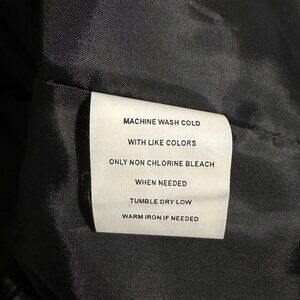 MACHINE WASH COLD
WITH LIKE COLORS
ONLY NON CHLORINE BLEACH
WHEN NEEDED
TUMBLE DRY LOW
WARM IRON IF NEEDED